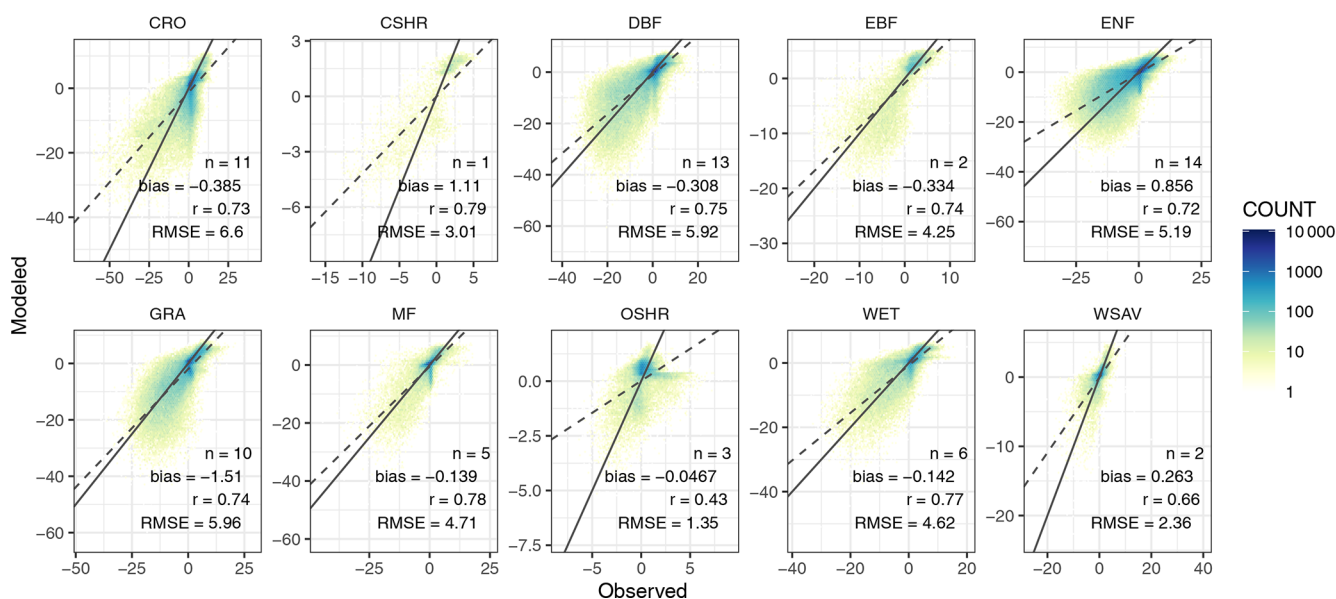 CRO
CSHR
DBF
EBF
ENF
0
−20
−40
n = 11
bias = −0.385
r = 0.73
RMSE = 6.6
−50
−25
0
25
3
0
−3
−6
n = 1
bias = 1.11
r = 0.79
RMSE = 3.01
−15
−10
−5
0
5
0
−20
−40
−60
n = 13
bias = −0.308
r = 0.75
RMSE = 5.92
−40
−20
0
20
0
−10
−20
−30
n = 2
bias = −0.334
r = 0.74
RMSE = 4.25
−20
−10
0
10
0
−20
−40
−60
n = 14
bias = 0.856
r = 0.72
RMSE = 5.19
−25
0
25
Modeled
COUNT
10 000
1000
100
10
1
GRA
MF
OSHR
WET
WSAV
0
−20
−40
−60
n = 10
bias = −1.51
r = 0.74
RMSE = 5.96
−50
−25
0
25
0
−20
−40
−60
n = 5
bias = −0.139
r = 0.78
RMSE = 4.71
−25
0
25
0.0
−2.5
−5.0
−7.5
n = 3
bias = −0.0467
r = 0.43
RMSE = 1.35
−5
0
5
0
−20
−40
n = 6
bias = −0.142
r = 0.77
RMSE = 4.62
−40
−20
0
20
0
−10
−20
n = 2
bias = 0.263
r = 0.66
RMSE = 2.36
−20
0
20
40
Observed